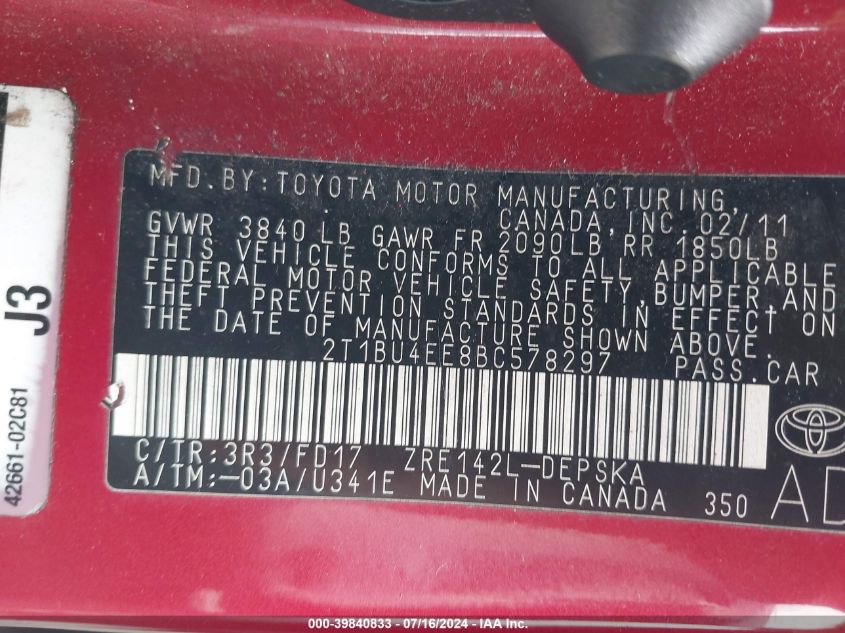 MFD.BY:TOYOTA MOTOR MANUFACTURING,
CANADA, INC. 02/11
GVWR 3840 LB GAWR FR 2090LB RR 1850LB
THIS VEHICLE CONFORMS TO ALL APPLICABLE
FEDERAL MOTOR VEHICLE SAFETY,BUMPER,AND
THEFT PREVENTION STANDARDS IN EFFECT ON
THE DATE OF MANUFACTURE SHOWN ABOVE.
2T1BU4EE8BC578297 PASS.CAR
C/TR:3R3/FD17 ZRE142L-DEPSKA
A/TM:-03A/U341E MADE IN CANADA 350
AD
J3
42661-02C81
000-39840833 - 07/16/2024 - IAA Inc.